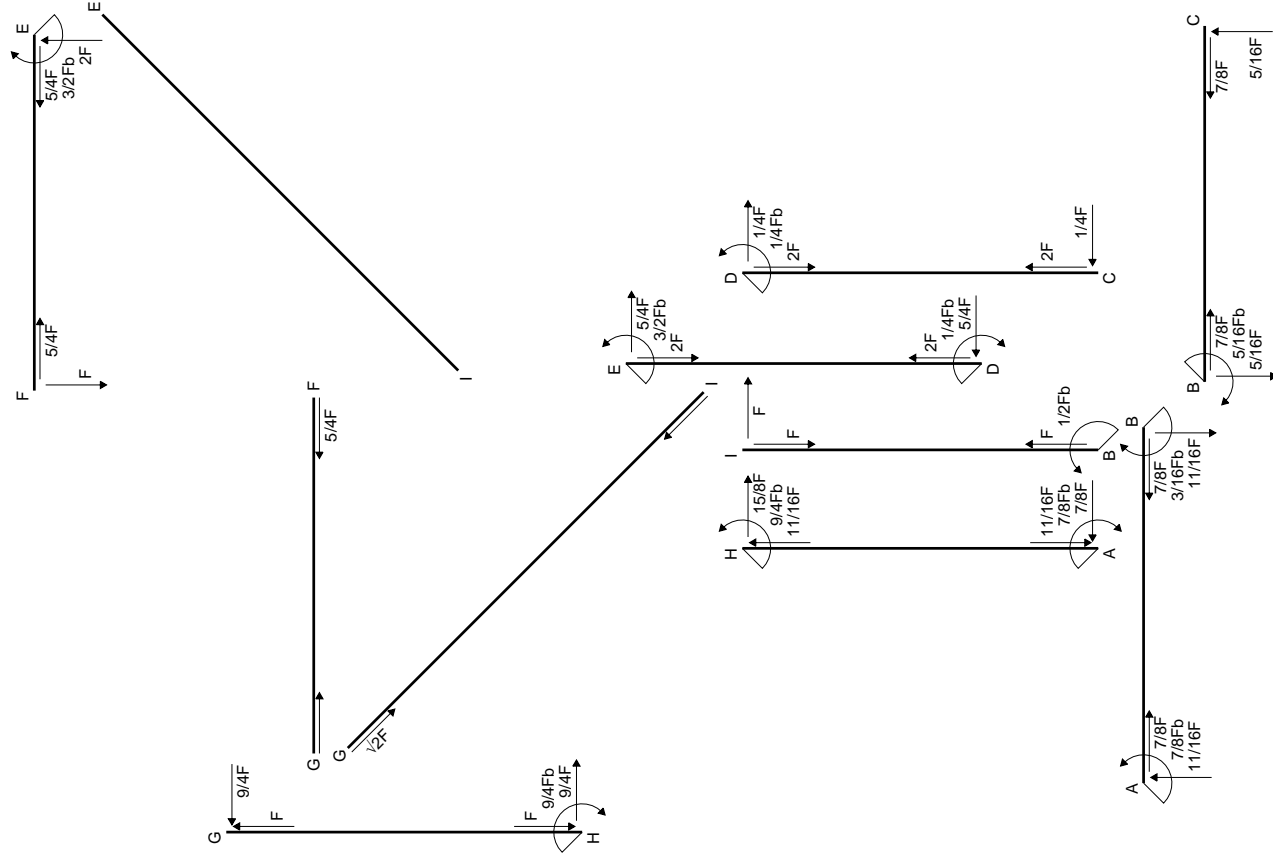 F
F
5/4F
5/4F
3/2Fb
2F
E
E
I
G
5/4F
F
G
√2F
I
G
9/4F
F
F
9/4Fb
9/4F
H
D
1/4F
1/4Fb
2F
2F
1/4F
C
E
5/4F
3/2Fb
2F
2F
1/4Fb
5/4F
D
I
F
F
F
1/2Fb
B
H
15/8F
9/4Fb
11/16F
11/16F
7/8Fb
7/8F
A
A
7/8F
7/8Fb
11/16F
7/8F
3/16Fb
11/16F
B
B
7/8F
5/16Fb
5/16F
7/8F
5/16F
C